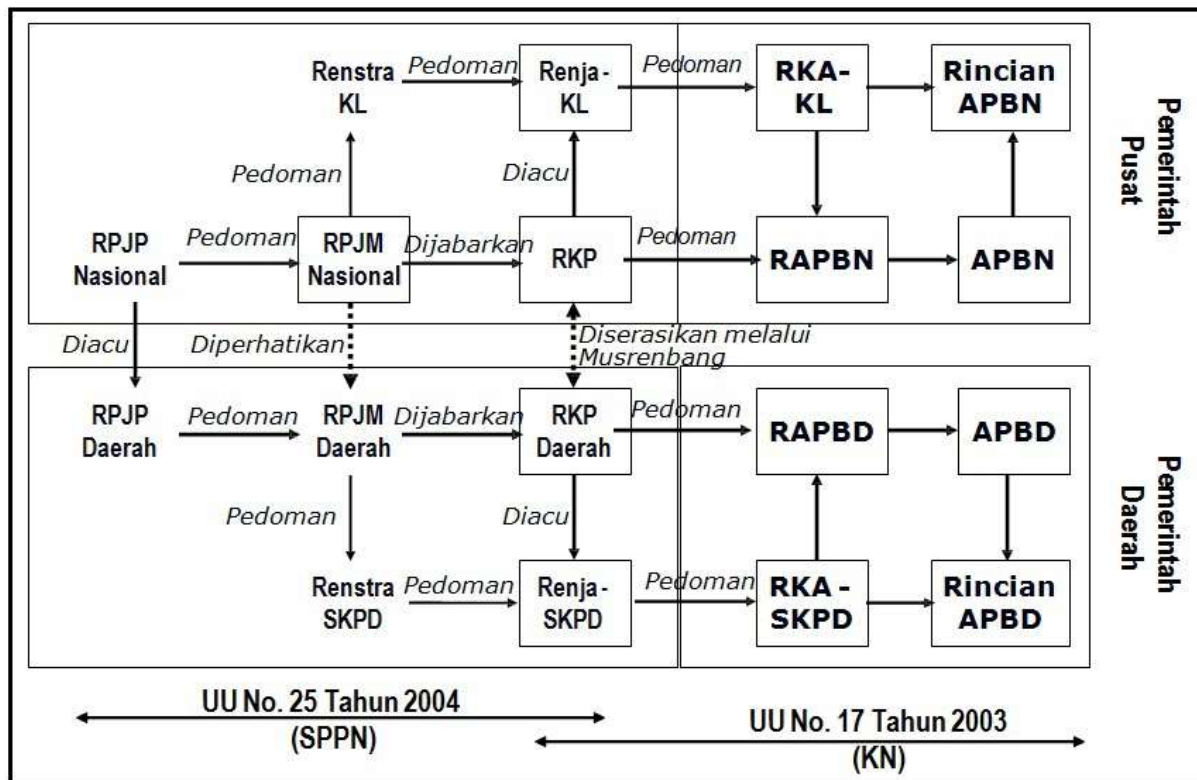 Renstra
KL
Pedoman
Renja -
KL
Pedoman
RKA-
KL
Rincian
APBN
Pedoman
Diacu
RPJP
Nasional
Pedoman
RPJM
Nasional
Dijabarkan
RKP
Pedoman
RAPBN
APBN
Pemerintah
Pusat
Diacu
Diperhatikan
Diserasikan melalui
Musrenbang
RPJP
Daerah
Pedoman
RPJM
Daerah
Dijabarkan
RKP
Daerah
Pedoman
RAPBD
APBD
Pedoman
Diacu
Renstra
SKPD
Pedoman
Renja -
SKPD
Pedoman
RKA -
SKPD
Rincian
APBD
Pemerintah
Daerah
UU No. 25 Tahun 2004
(SPPN)
UU No. 17 Tahun 2003
(KN)